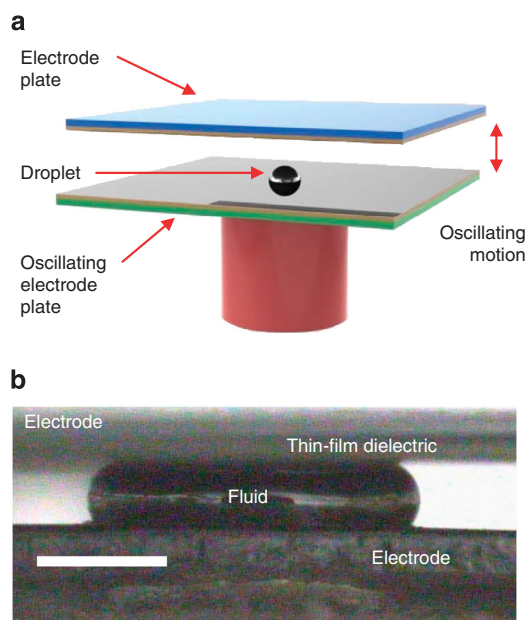 a
Electrode
plate
Droplet
Oscillating
electrode
plate
Oscillating
motion
b
Electrode
Thin-film dielectric
Fluid
Electrode